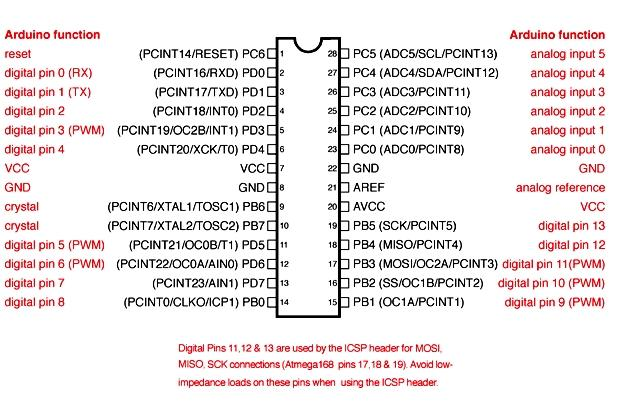 Arduino function Arduino function
reset (PCINT14/RESET) PC6 1 28 PC5 (ADC5/SCL/PCINT13) analog input 5
digital pin 0 (RX) (PCINT16/RXD) PD0 2 27 PC4 (ADC4/SDA/PCINT12) analog input 4
digital pin 1 (TX) (PCINT17/TXD) PD1 3 26 PC3 (ADC3/PCINT11) analog input 3
digital pin 2 (PCINT18/INT0) PD2 4 25 PC2 (ADC2/PCINT10) analog input 2
digital pin 3 (PWM) (PCINT19/OC2B/INT1) PD3 5 24 PC1 (ADC1/PCINT9) analog input 1
digital pin 4 (PCINT20/XCK/T0) PD4 6 23 PC0 (ADC0/PCINT8) analog input 0
VCC VCC 7 22 GND GND
GND GND 8 21 AREF analog reference
crystal (PCINT6/XTAL1/TOSC1) PB6 9 20 AVCC VCC
crystal (PCINT7/XTAL2/TOSC2) PB7 10 19 PB5 (SCK/PCINT5) digital pin 13
digital pin 5 (PWM) (PCINT21/OC0B/T1) PD5 11 18 PB4 (MISO/PCINT4) digital pin 12
digital pin 6 (PWM) (PCINT22/OC0A/AIN0) PD6 12 17 PB3 (MOSI/OC2A/PCINT3) digital pin 11(PWM)
digital pin 7 (PCINT23/AIN1) PD7 13 16 PB2 (SS/OC1B/PCINT2) digital pin 10 (PWM)
digital pin 8 (PCINT0/CLKO/ICP1) PB0 14 15 PB1 (OC1A/PCINT1) digital pin 9 (PWM)
Digital Pins 11,12 & 13 are used by the ICSP header for MOSI,
MISO, SCK connections (Atmega168 pins 17,18 & 19). Avoid low-
impedance loads on these pins when using the ICSP header.